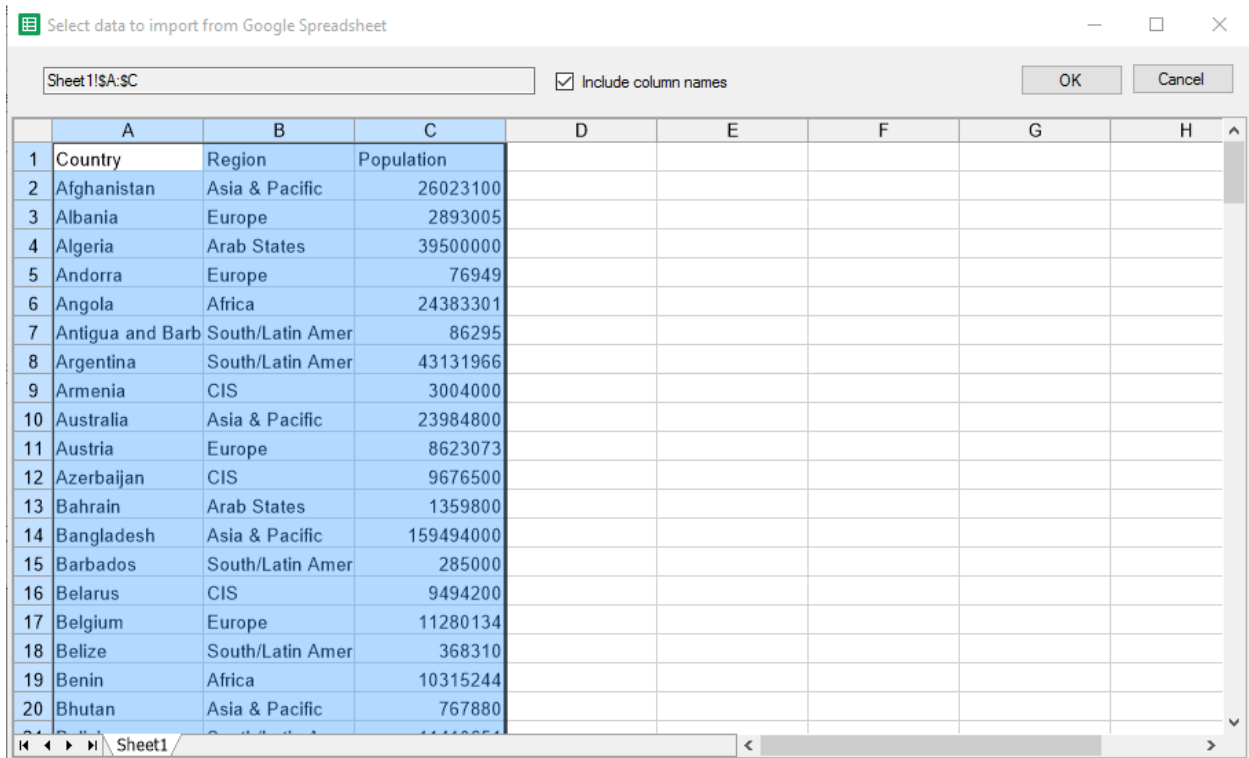 Select data to import from Google Spreadsheet
Sheet1!$A:$C Include column names OK Cancel
A B C D E F G H
1 Country Region Population
2 Afghanistan Asia & Pacific 26023100
3 Albania Europe 2893005
4 Algeria Arab States 39500000
5 Andorra Europe 76949
6 Angola Africa 24383301
7 Antigua and Barb South/Latin Amer 86295
8 Argentina South/Latin Amer 43131966
9 Armenia CIS 3004000
10 Australia Asia & Pacific 23984800
11 Austria Europe 8623073
12 Azerbaijan CIS 9676500
13 Bahrain Arab States 1359800
14 Bangladesh Asia & Pacific 159494000
15 Barbados South/Latin Amer 285000
16 Belarus CIS 9494200
17 Belgium Europe 11280134
18 Belize South/Latin Amer 368310
19 Benin Africa 10315244
20 Bhutan Asia & Pacific 767880
Sheet1